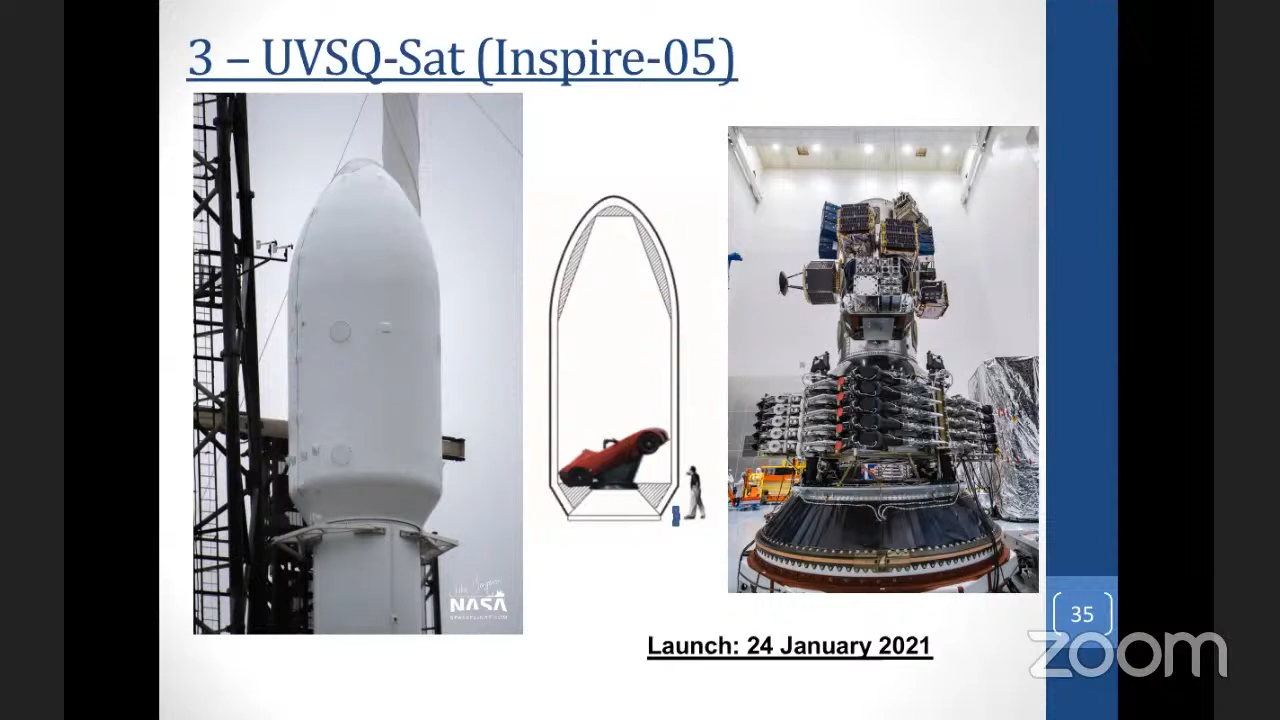 3 – UVSQ-Sat (Inspire-05)
NASA
Launch: 24 January 2021
35
zoom